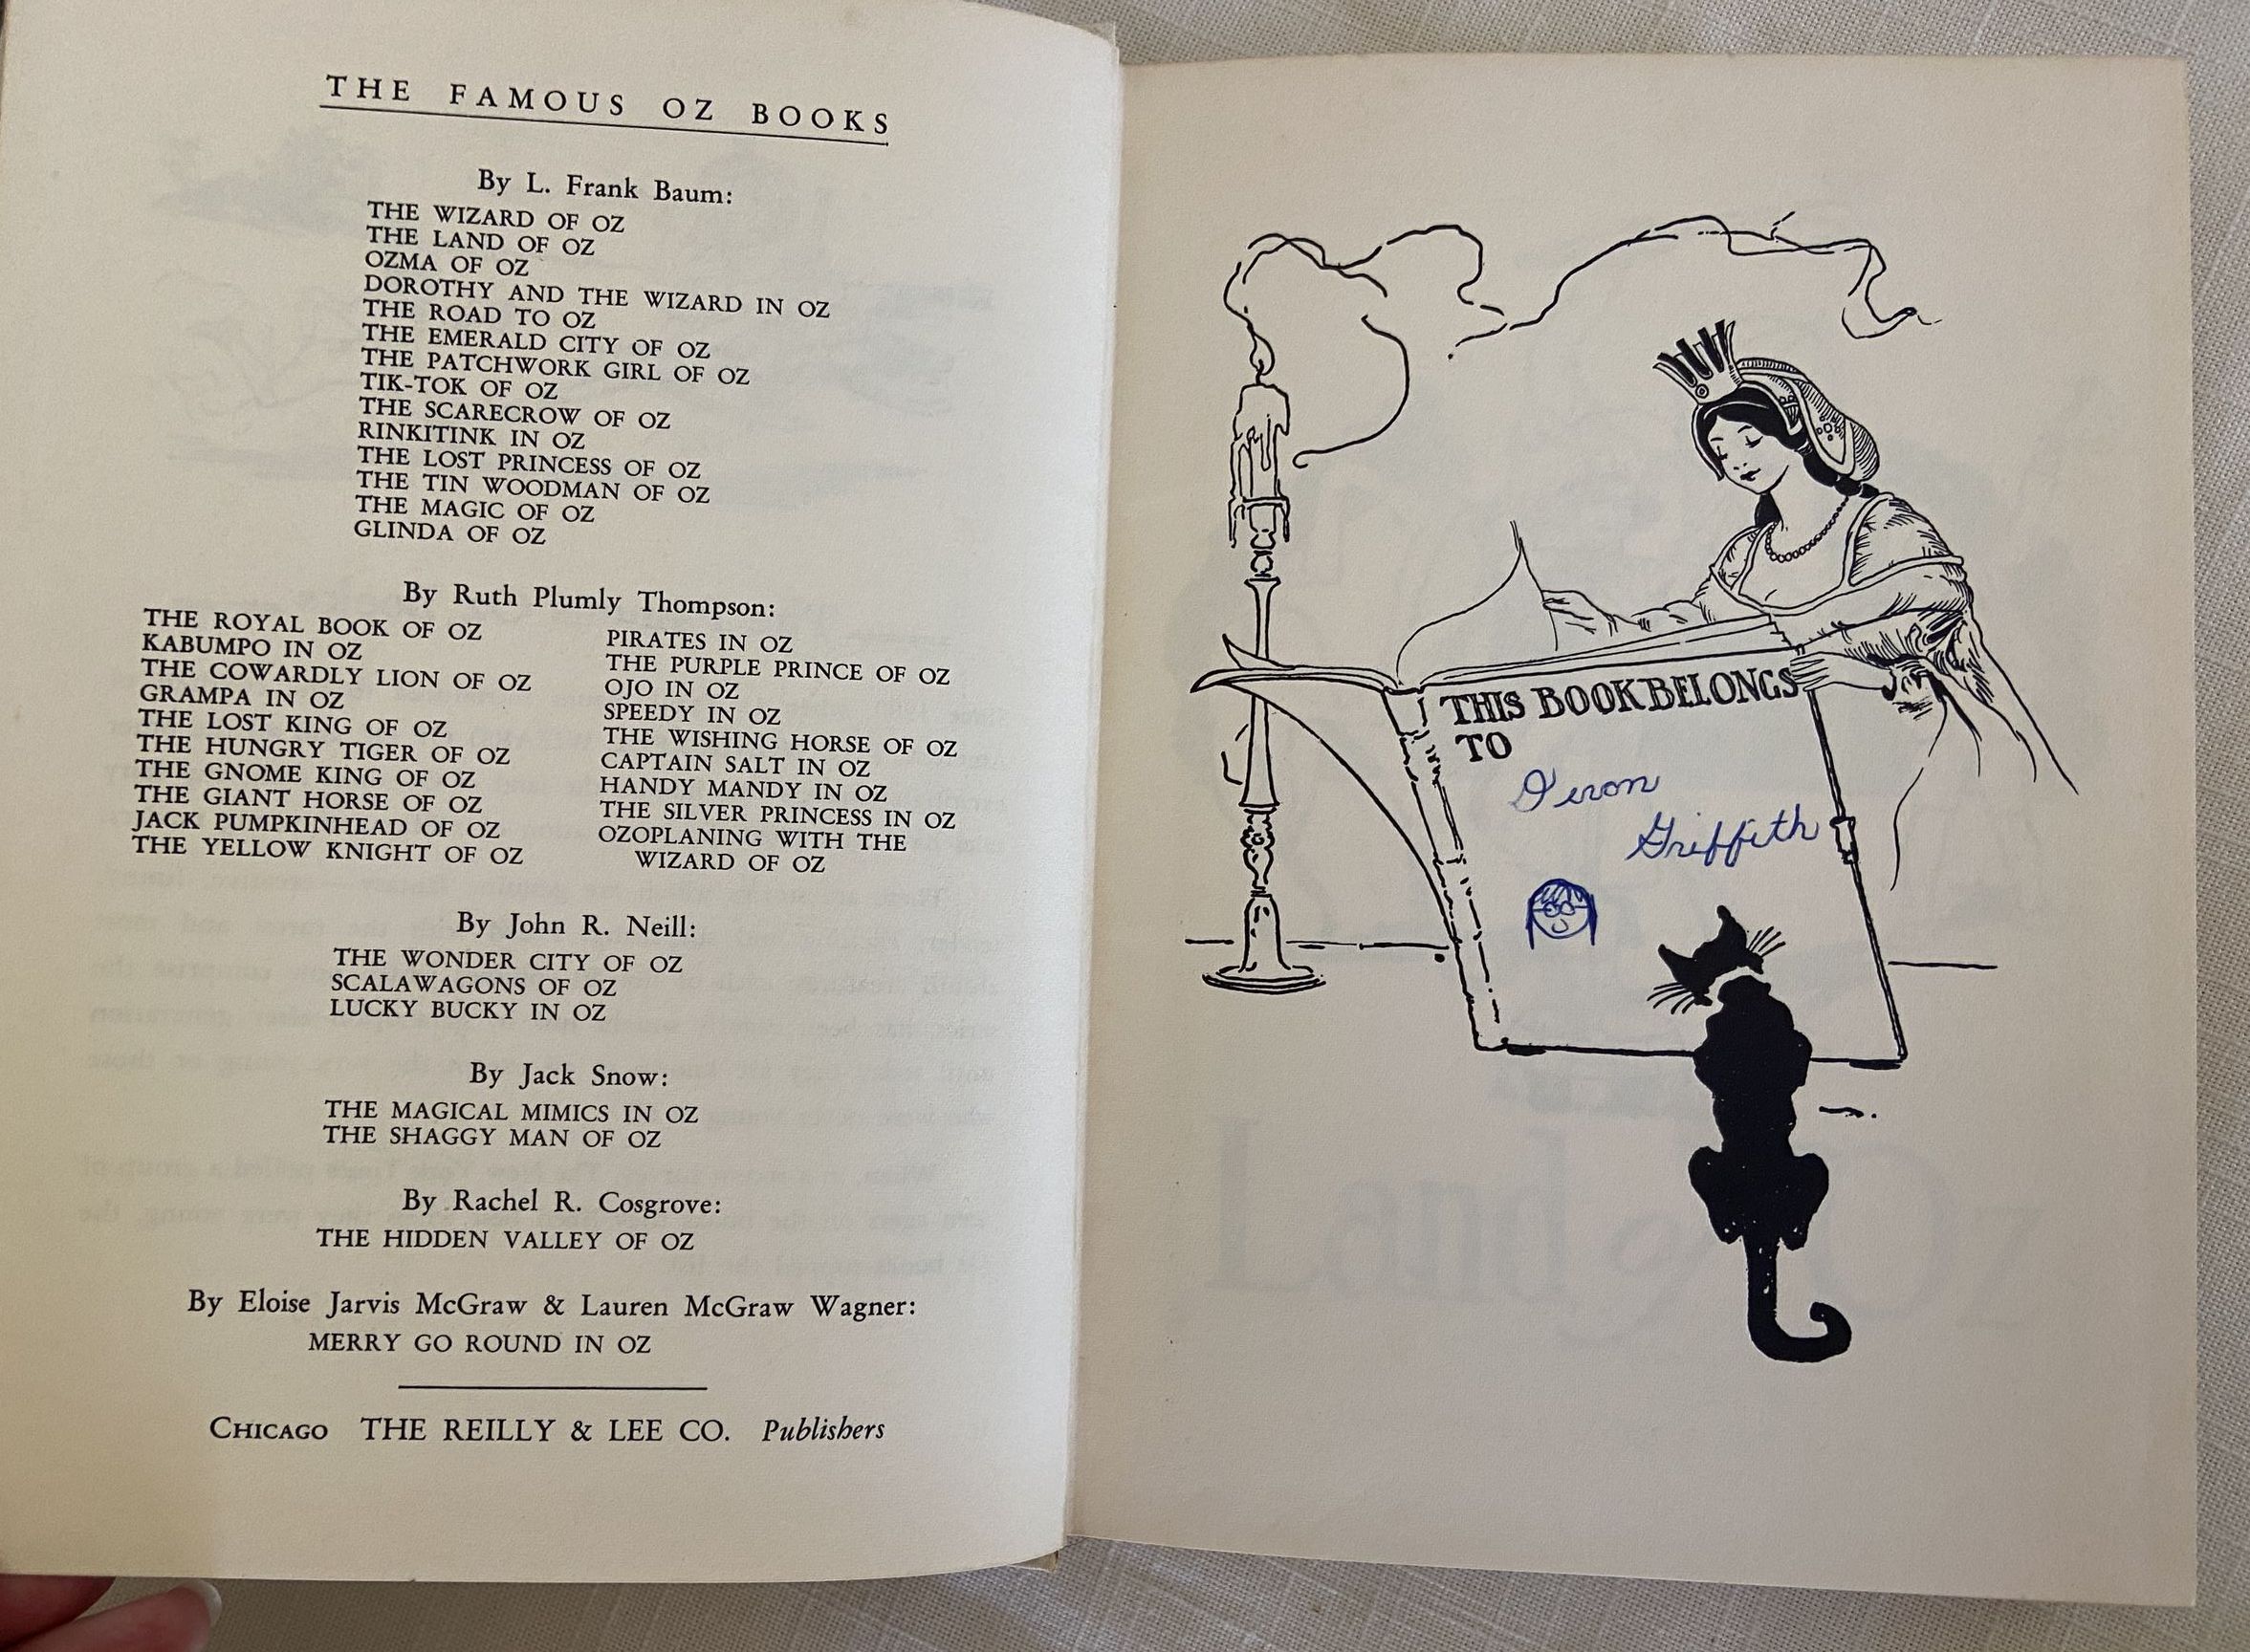 THE FAMOUS OZ BOOKS
By L. Frank Baum:
THE WIZARD OF OZ
THE LAND OF OZ
OZMA OF OZ
DOROTHY AND THE WIZARD IN OZ
THE ROAD TO OZ
THE EMERALD CITY OF OZ
THE PATCHWORK GIRL OF OZ
TIK-TOK OF OZ
THE SCARECROW OF OZ
RINKITINK IN OZ
THE LOST PRINCESS OF OZ
THE TIN WOODMAN OF OZ
THE MAGIC OF OZ
GLINDA OF OZ
By Ruth Plumly Thompson:
THE ROYAL BOOK OF OZ
KABUMPO IN OZ
THE COWARDLY LION OF OZ
GRAMPA IN OZ
THE LOST KING OF OZ
THE HUNGRY TIGER OF OZ
THE GNOME KING OF OZ
THE GIANT HORSE OF OZ
JACK PUMPKINHEAD OF OZ
THE YELLOW KNIGHT OF OZ
PIRATES IN OZ
THE PURPLE PRINCE OF OZ
OJO IN OZ
SPEEDY IN OZ
THE WISHING HORSE OF OZ
CAPTAIN SALT IN OZ
HANDY MANDY IN OZ
THE SILVER PRINCESS IN OZ
OZOPLANING WITH THE
WIZARD OF OZ
By John R. Neill:
THE WONDER CITY OF OZ
SCALAWAGONS OF OZ
LUCKY BUCKY IN OZ
By Jack Snow:
THE MAGICAL MIMICS IN OZ
THE SHAGGY MAN OF OZ
By Rachel R. Cosgrove:
THE HIDDEN VALLEY OF OZ
By Eloise Jarvis McGraw & Lauren McGraw Wagner:
MERRY GO ROUND IN OZ
CHICAGO THE REILLY & LEE CO. Publishers
THIS BOOK BELONGS
TO
Griffith